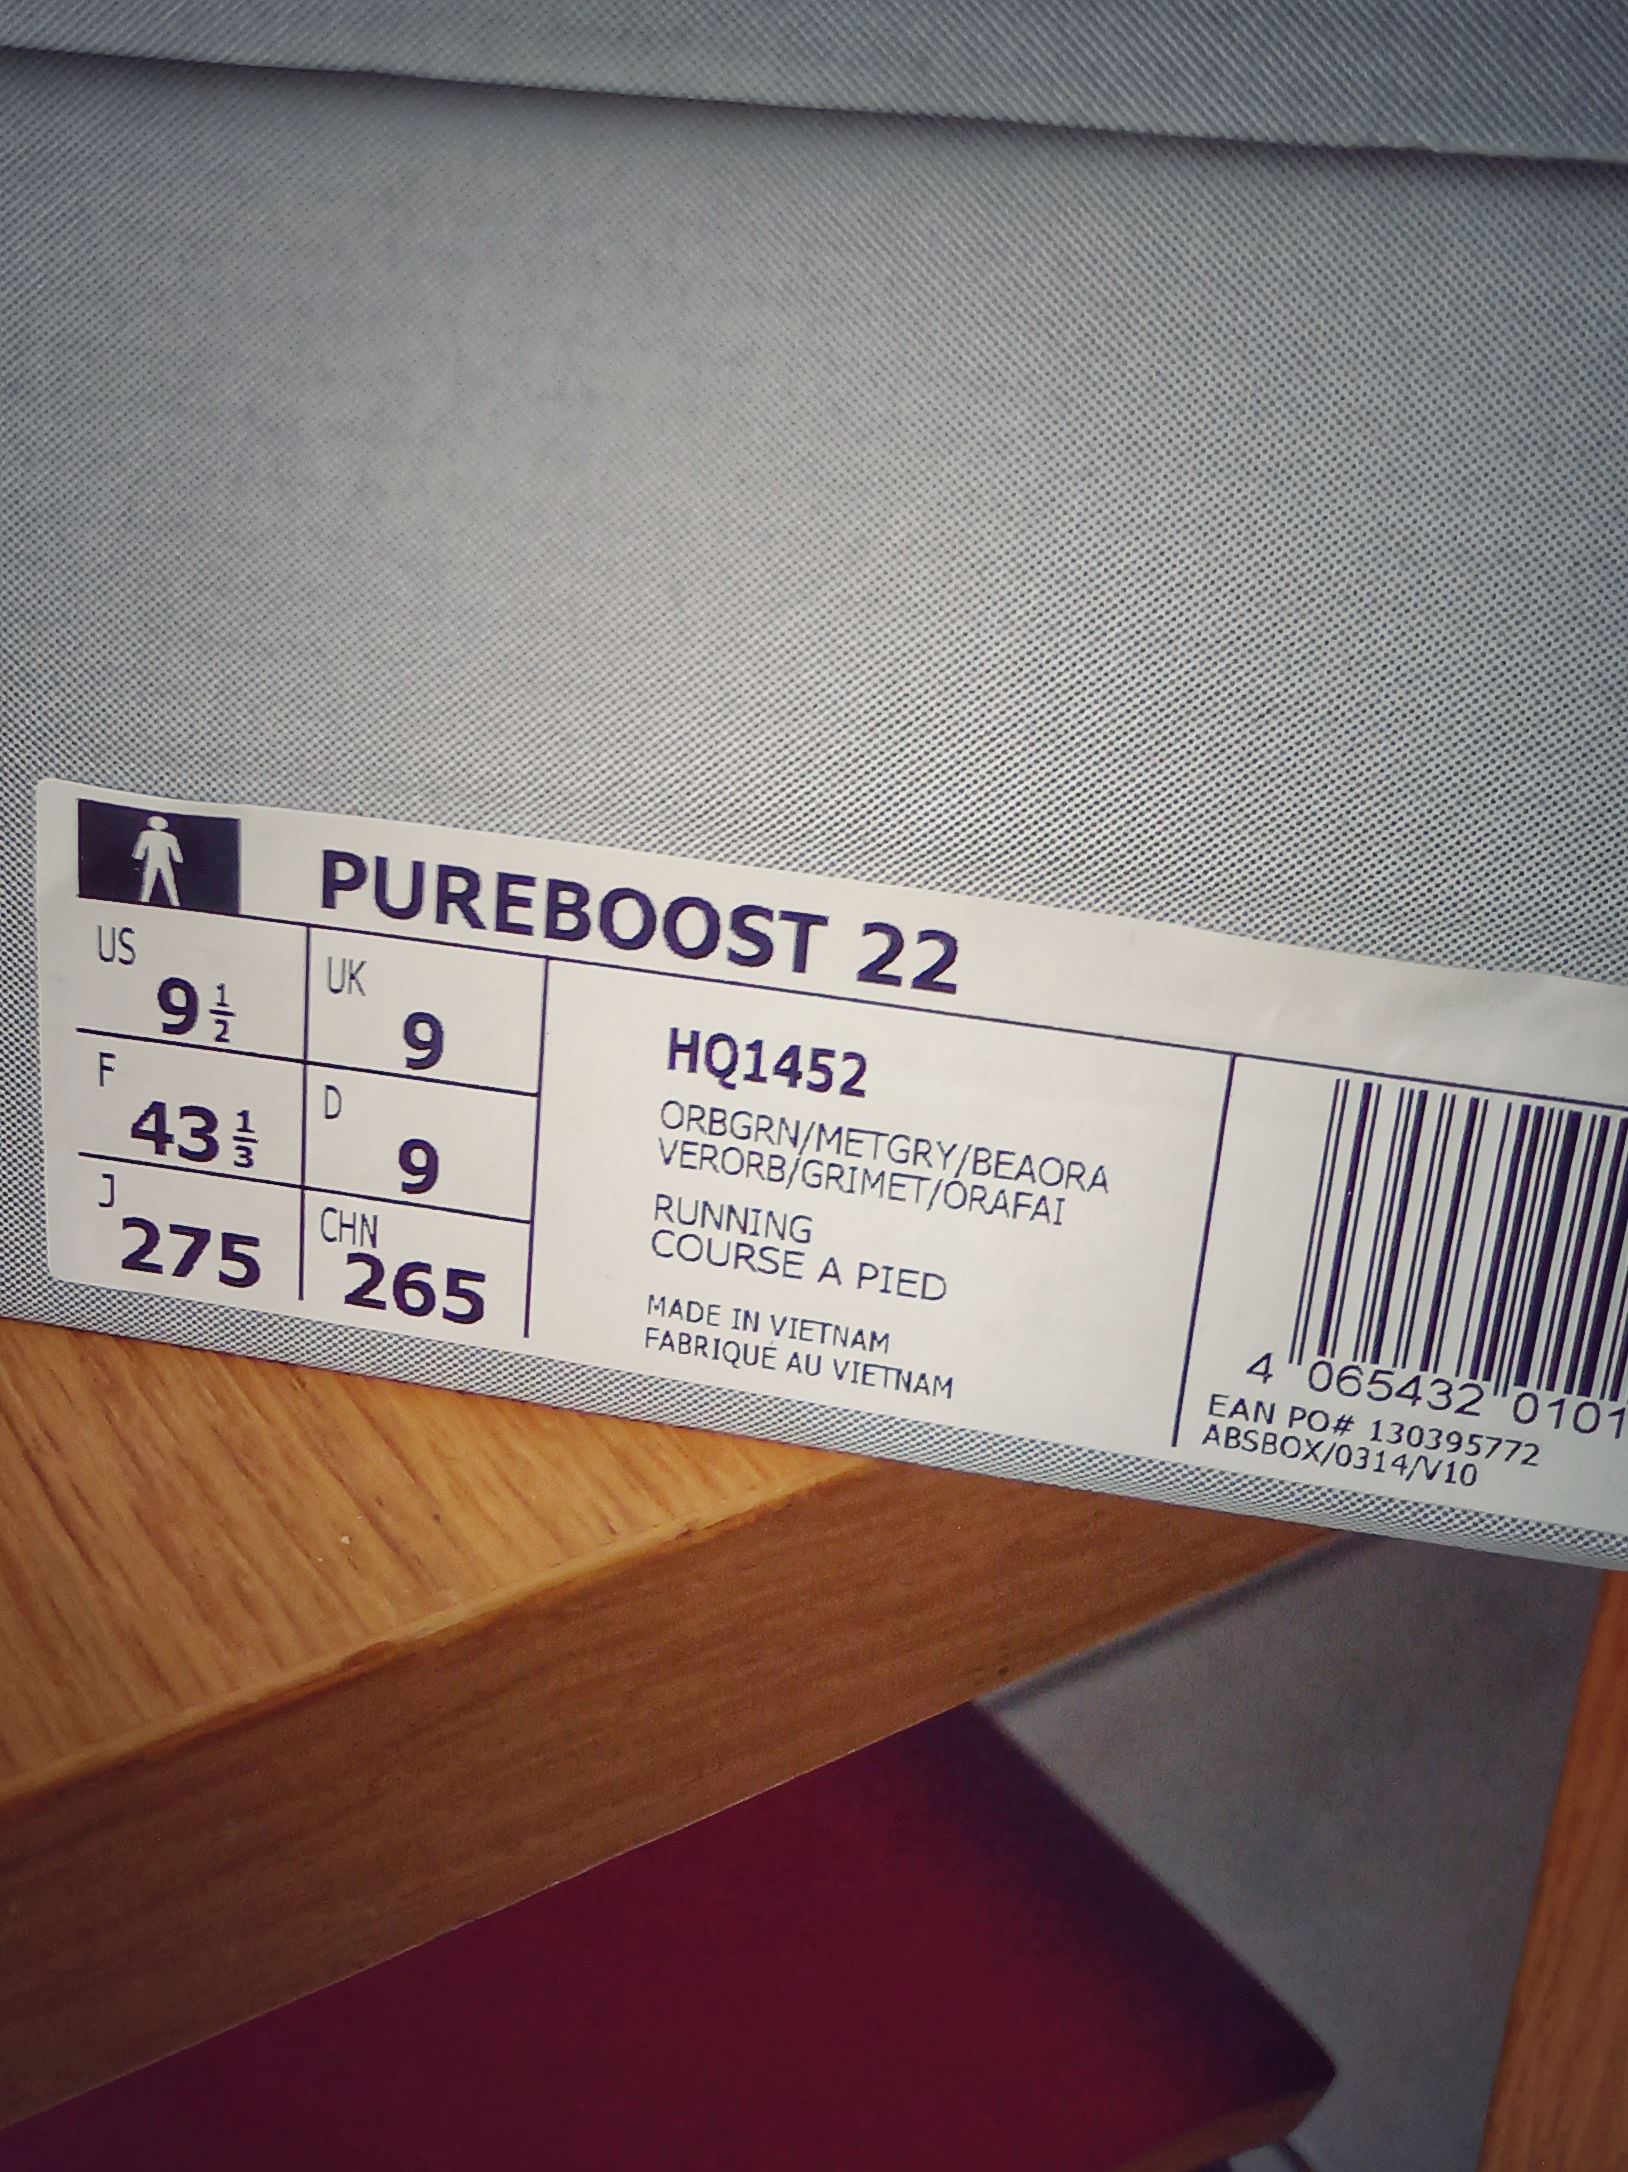 PUREBOOST 22
US
9 1/2
UK
9
F
43 1/3
D
9
J
275
CHN
265
HQ1452
ORBGRN/METGRY/BEAORA
VERORB/GRIMET/ORAFAI
RUNNING
COURSE A PIED
MADE IN VIETNAM
FABRIQUÉ AU VIETNAM
4 065432 0101
EAN PO# 130395772
ABSBOX/0314/V10